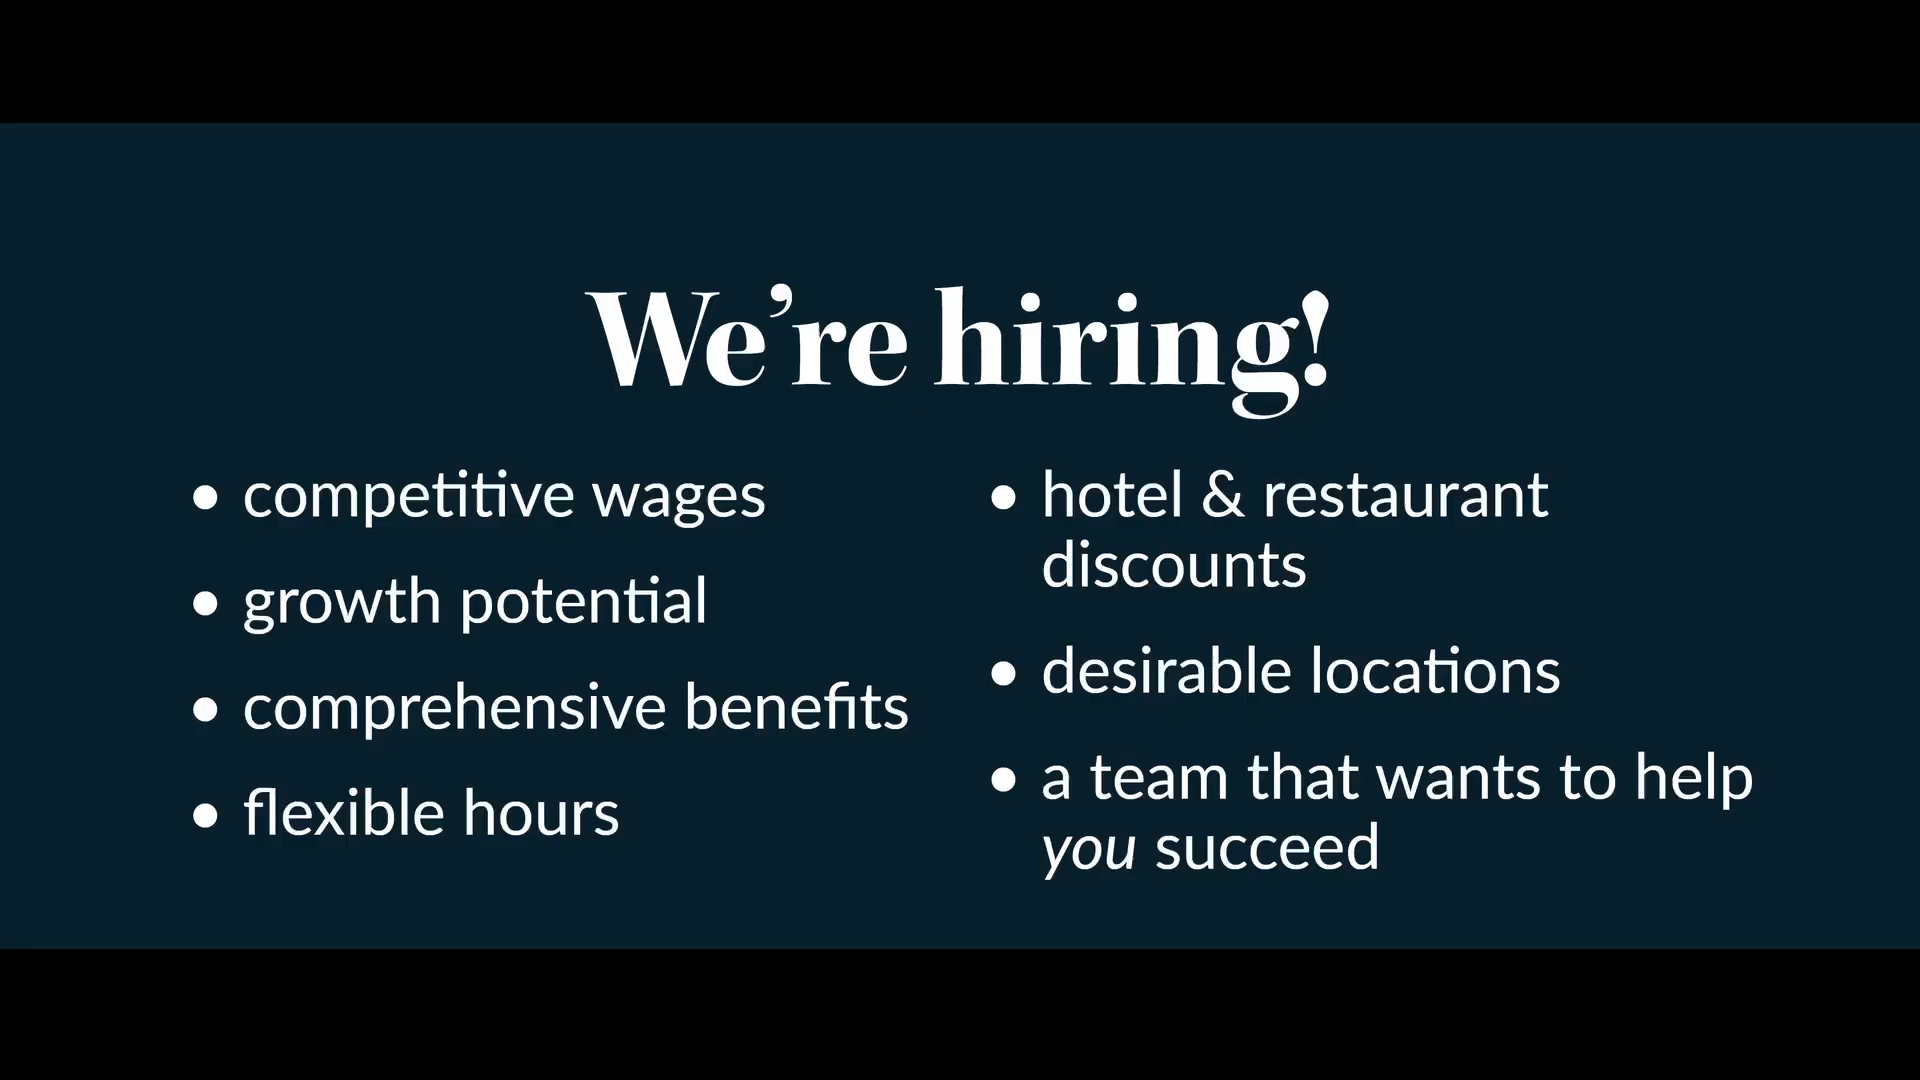 We’re hiring!
• competitive wages
• growth potential
• comprehensive benefits
• flexible hours
• hotel & restaurant
discounts
• desirable locations
• a team that wants to help
you succeed